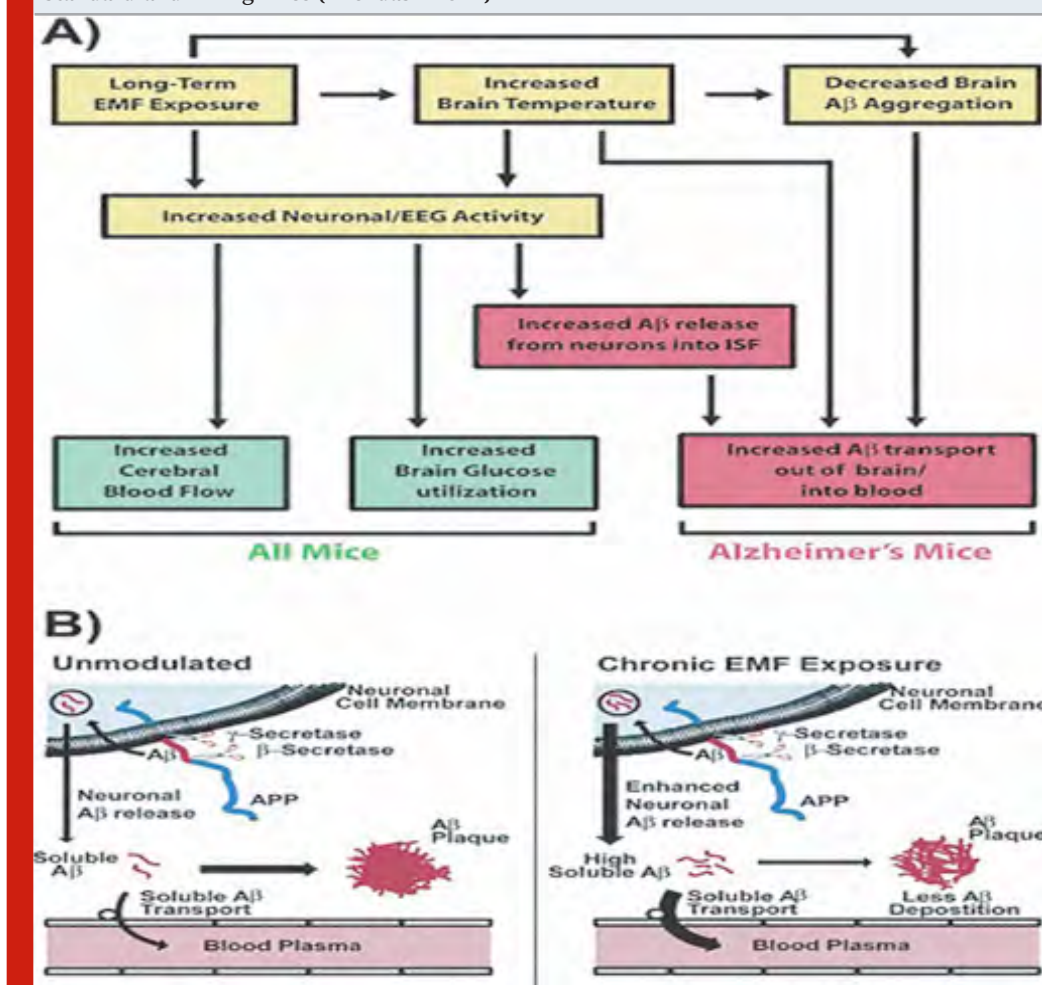 A)
Long-Term
EMF Exposure
Increased
Brain Temperature
Decreased Brain
Aβ Aggregation
Increased Neuronal/EEG Activity
Increased Aβ release
from neurons into ISF
Increased
Cerebral
Blood Flow
Increased
Brain Glucose
utilization
Increased Aβ transport
out of brain/
into blood
All Mice
Alzheimer's Mice
B)
Unmodulated
Neuronal
Cell Membrane
γ-Secretase
β-Secretase
Aβ
APP
Neuronal
Aβ release
Soluble
Aβ
Aβ
Plaque
Soluble Aβ
Transport
Blood Plasma
Chronic EMF Exposure
Neuronal
Cell Membrane
γ-Secretase
β-Secretase
Aβ
APP
Enhanced
Neuronal
Aβ release
High
Soluble Aβ
Aβ
Plaque
Less Aβ
Depostition
Soluble Aβ
Transport
Blood Plasma